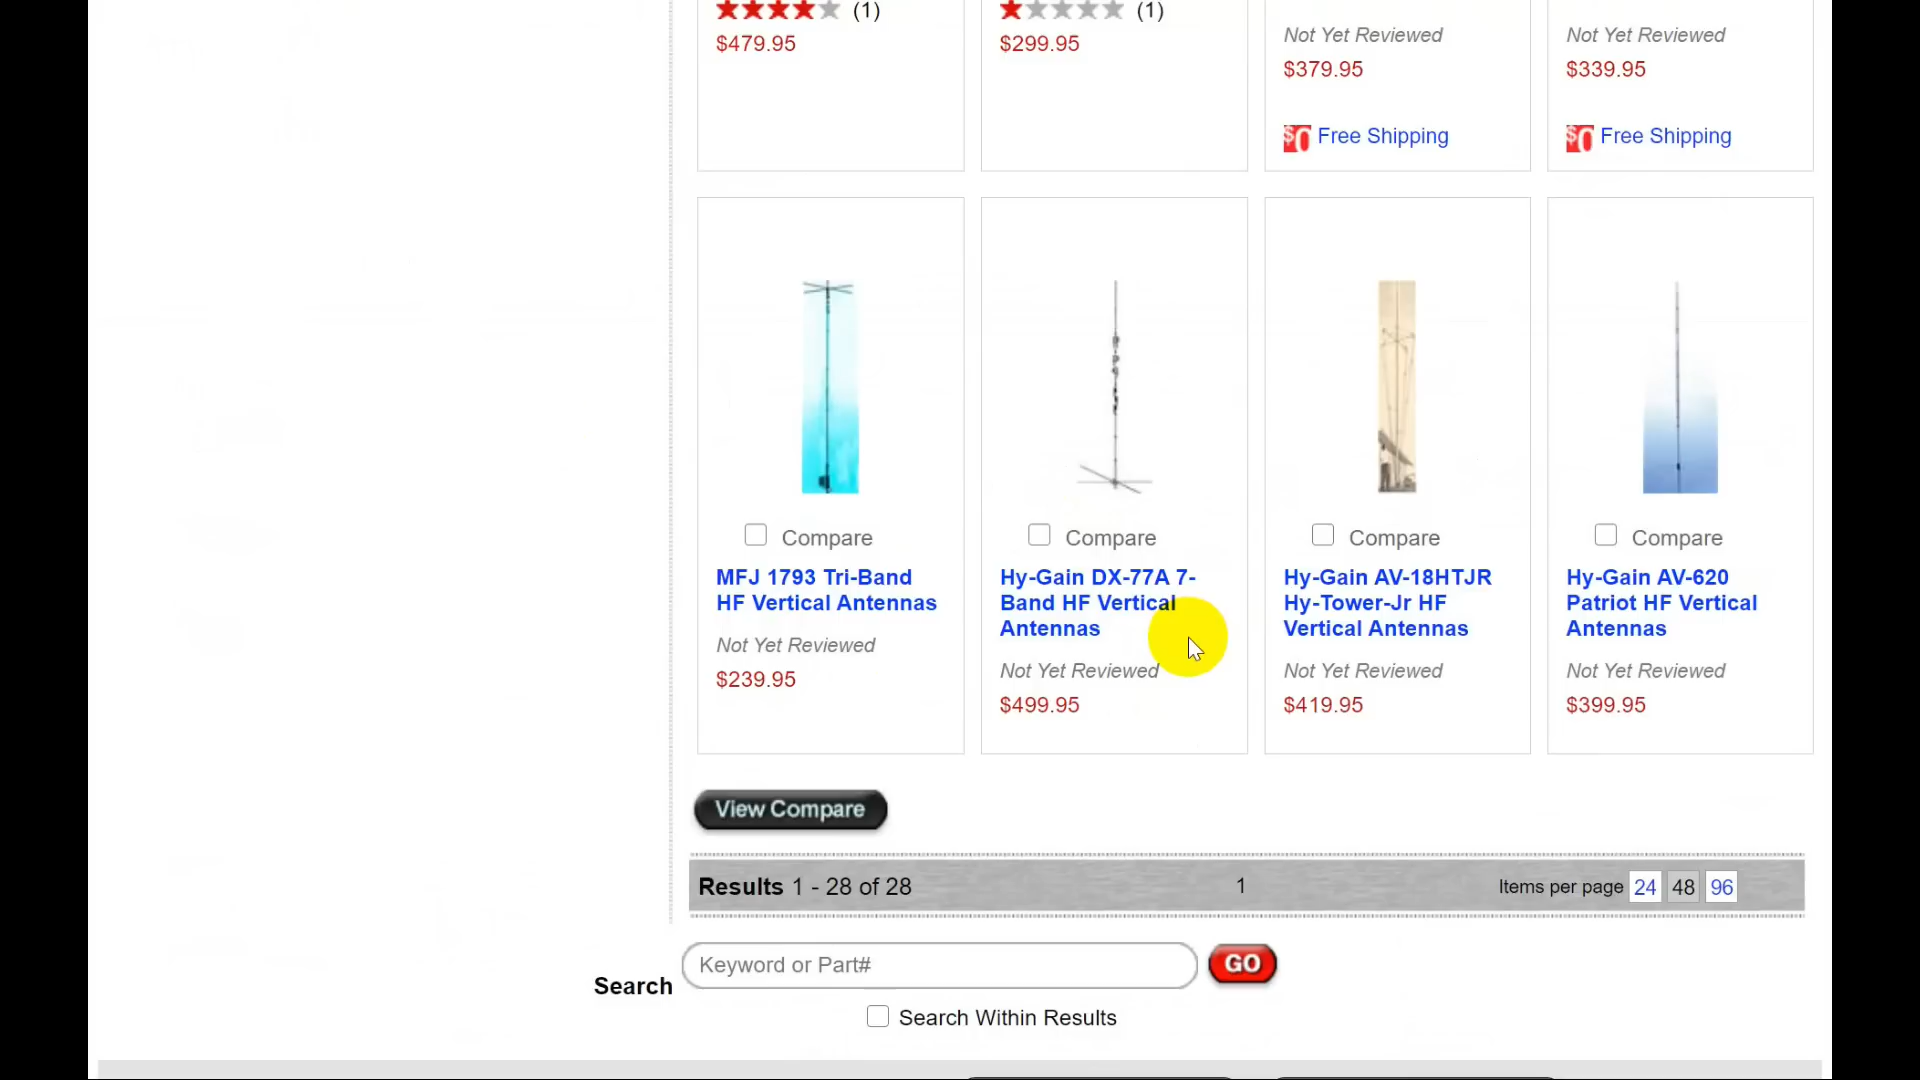 (1)
$479.95
(1)
$299.95
Not Yet Reviewed
$379.95
$0 Free Shipping
Not Yet Reviewed
$339.95
$0 Free Shipping
Compare
MFJ 1793 Tri-Band
HF Vertical Antennas
Not Yet Reviewed
$239.95
Compare
Hy-Gain DX-77A 7-
Band HF Vertical
Antennas
Not Yet Reviewed
$499.95
Compare
Hy-Gain AV-18HTJR
Hy-Tower-Jr HF
Vertical Antennas
Not Yet Reviewed
$419.95
Compare
Hy-Gain AV-620
Patriot HF Vertical
Antennas
Not Yet Reviewed
$399.95
View Compare
Results 1 - 28 of 28
1
Items per page 24 48 96
Search
Keyword or Part#
GO
Search Within Results